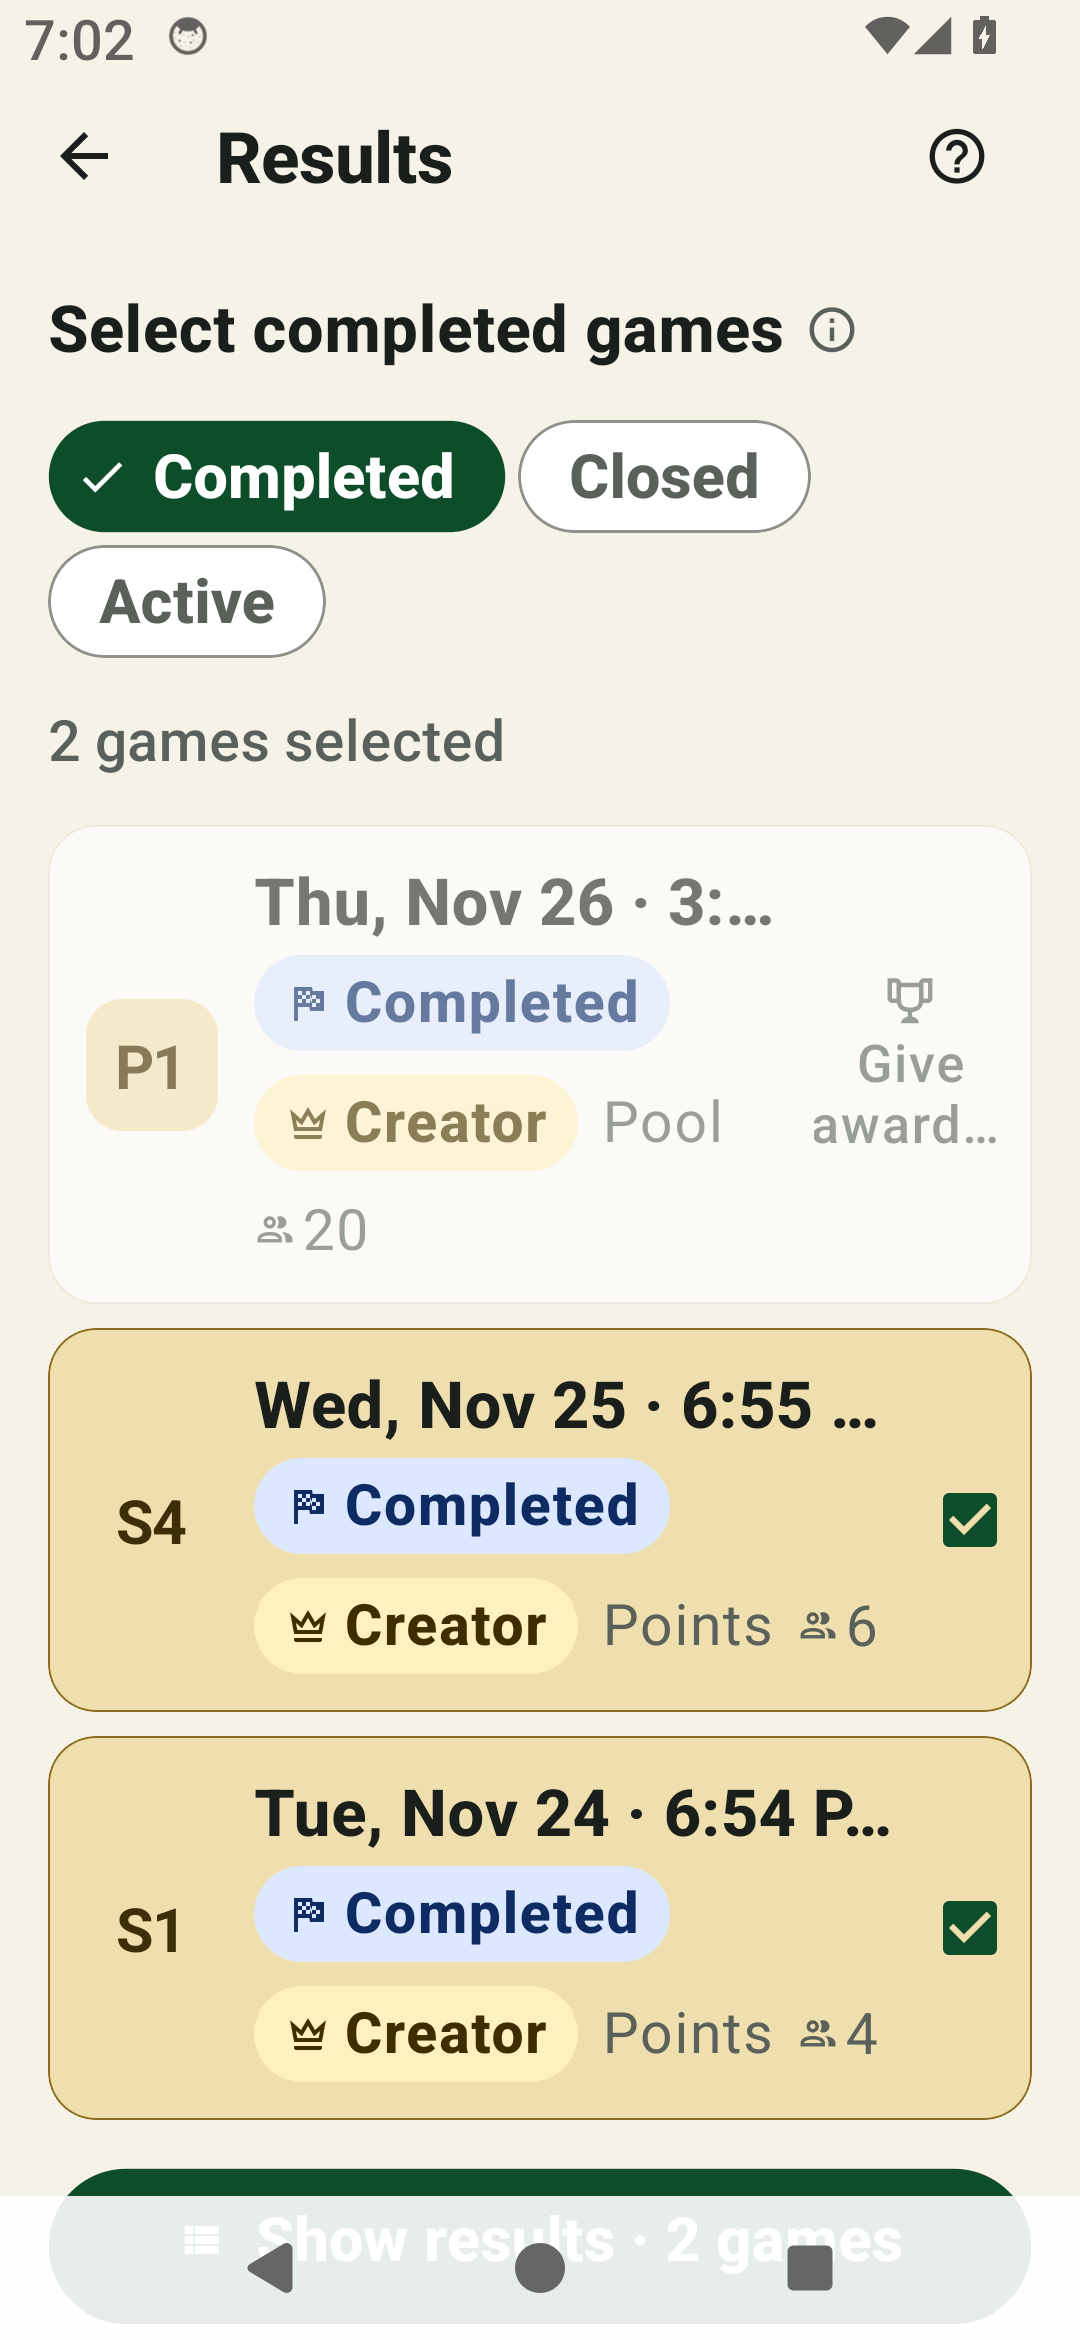 7:02
Results
Select completed games
Completed
Closed
Active
2 games selected
Thu, Nov 26 · 3:…
Completed
P1
Give
award…
Creator Pool
20
Wed, Nov 25 · 6:55 …
Completed
S4
Creator Points 6
Tue, Nov 24 · 6:54 P…
Completed
S1
Creator Points 4
Show results · 2 games